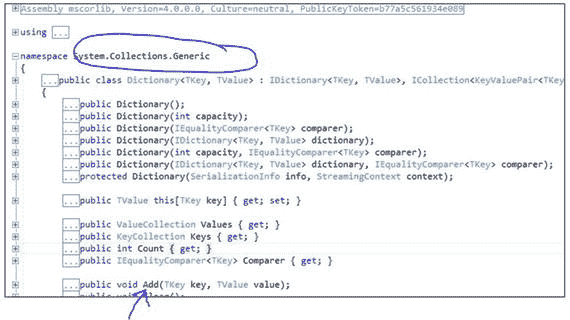 Assembly mscorlib, Version=4.0.0.0, Culture=neutral, PublicKeyToken=b77a5c561934e089
using ...
namespace System.Collections.Generic
{
...public class Dictionary<TKey, TValue> : IDictionary<TKey, TValue>, ICollection<KeyValuePair<TKey
{
...public Dictionary();
...public Dictionary(int capacity);
...public Dictionary(IEqualityComparer<TKey> comparer);
...public Dictionary(IDictionary<TKey, TValue> dictionary);
...public Dictionary(int capacity, IEqualityComparer<TKey> comparer);
...public Dictionary(IDictionary<TKey, TValue> dictionary, IEqualityComparer<TKey> comparer);
...protected Dictionary(SerializationInfo info, StreamingContext context);
...public TValue this[TKey key] { get; set; }
...public ValueCollection Values { get; }
...public KeyCollection Keys { get; }
...public int Count { get; }
...public IEqualityComparer<TKey> Comparer { get; }
...public void Add(TKey key, TValue value);